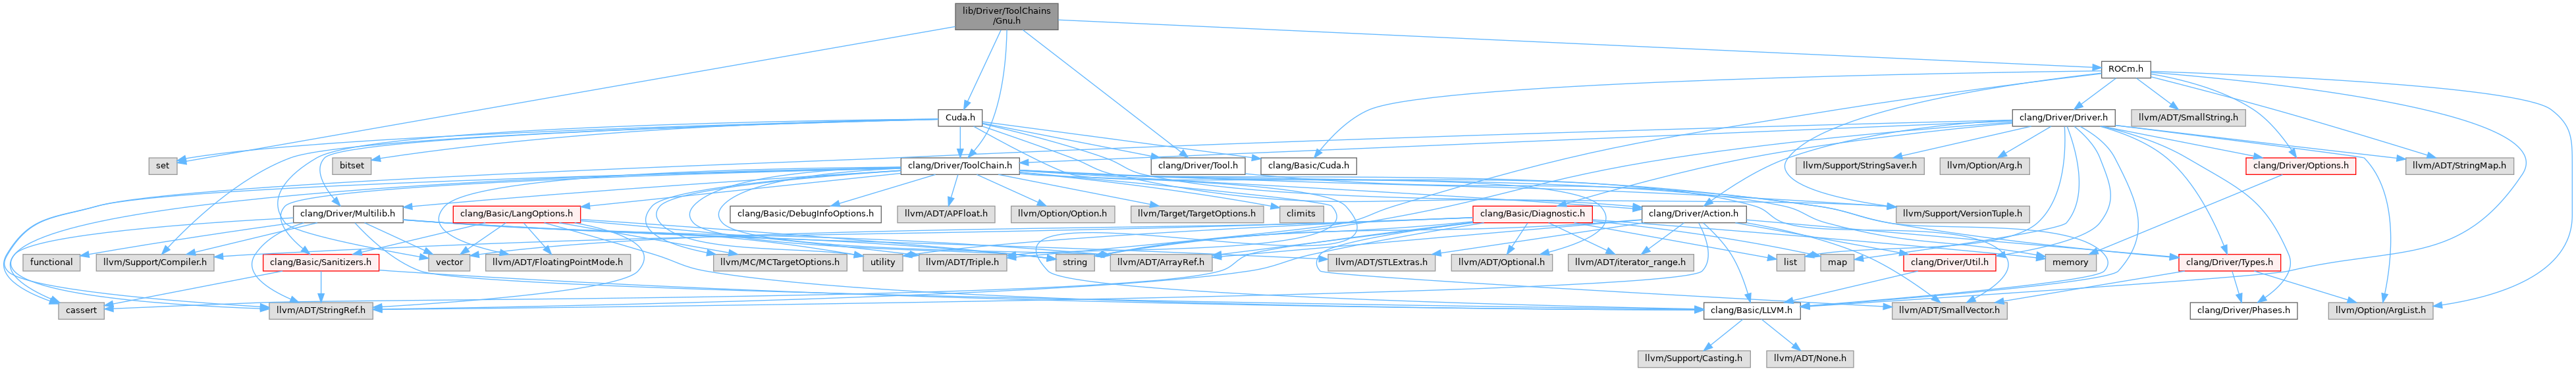 lib/Driver/ToolChains
/Gnu.h
ROCm.h
Cuda.h
clang/Driver/Driver.h
llvm/ADT/SmallString.h
set
bitset
clang/Driver/ToolChain.h
clang/Driver/Tool.h
clang/Basic/Cuda.h
llvm/Support/StringSaver.h
llvm/Option/Arg.h
clang/Driver/Options.h
llvm/ADT/StringMap.h
clang/Driver/Multilib.h
clang/Basic/LangOptions.h
clang/Basic/DebugInfoOptions.h
llvm/ADT/APFloat.h
llvm/Option/Option.h
llvm/Target/TargetOptions.h
climits
clang/Basic/Diagnostic.h
clang/Driver/Action.h
llvm/Support/VersionTuple.h
functional
llvm/Support/Compiler.h
clang/Basic/Sanitizers.h
vector
llvm/ADT/FloatingPointMode.h
llvm/MC/MCTargetOptions.h
utility
llvm/ADT/Triple.h
string
llvm/ADT/ArrayRef.h
llvm/ADT/STLExtras.h
llvm/ADT/Optional.h
llvm/ADT/iterator_range.h
list
map
clang/Driver/Util.h
memory
clang/Driver/Types.h
cassert
llvm/ADT/StringRef.h
clang/Basic/LLVM.h
llvm/ADT/SmallVector.h
clang/Driver/Phases.h
llvm/Option/ArgList.h
llvm/Support/Casting.h
llvm/ADT/None.h